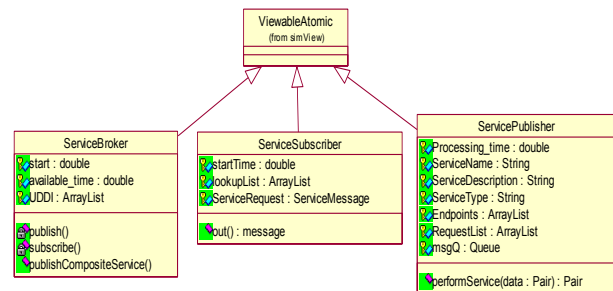 ViewableAtomic
(from simView)
ServiceBroker
start : double
available_time : double
UDDI : ArrayList
publish()
subscribe()
publishCompositeService()
ServiceSubscriber
startTime : double
lookupList : ArrayList
ServiceRequest : ServiceMessage
out() : message
ServicePublisher
Processing_time : double
ServiceName : String
ServiceDescription : String
ServiceType : String
Endpoints : ArrayList
RequestList : ArrayList
msgQ : Queue
performService(data : Pair) : Pair